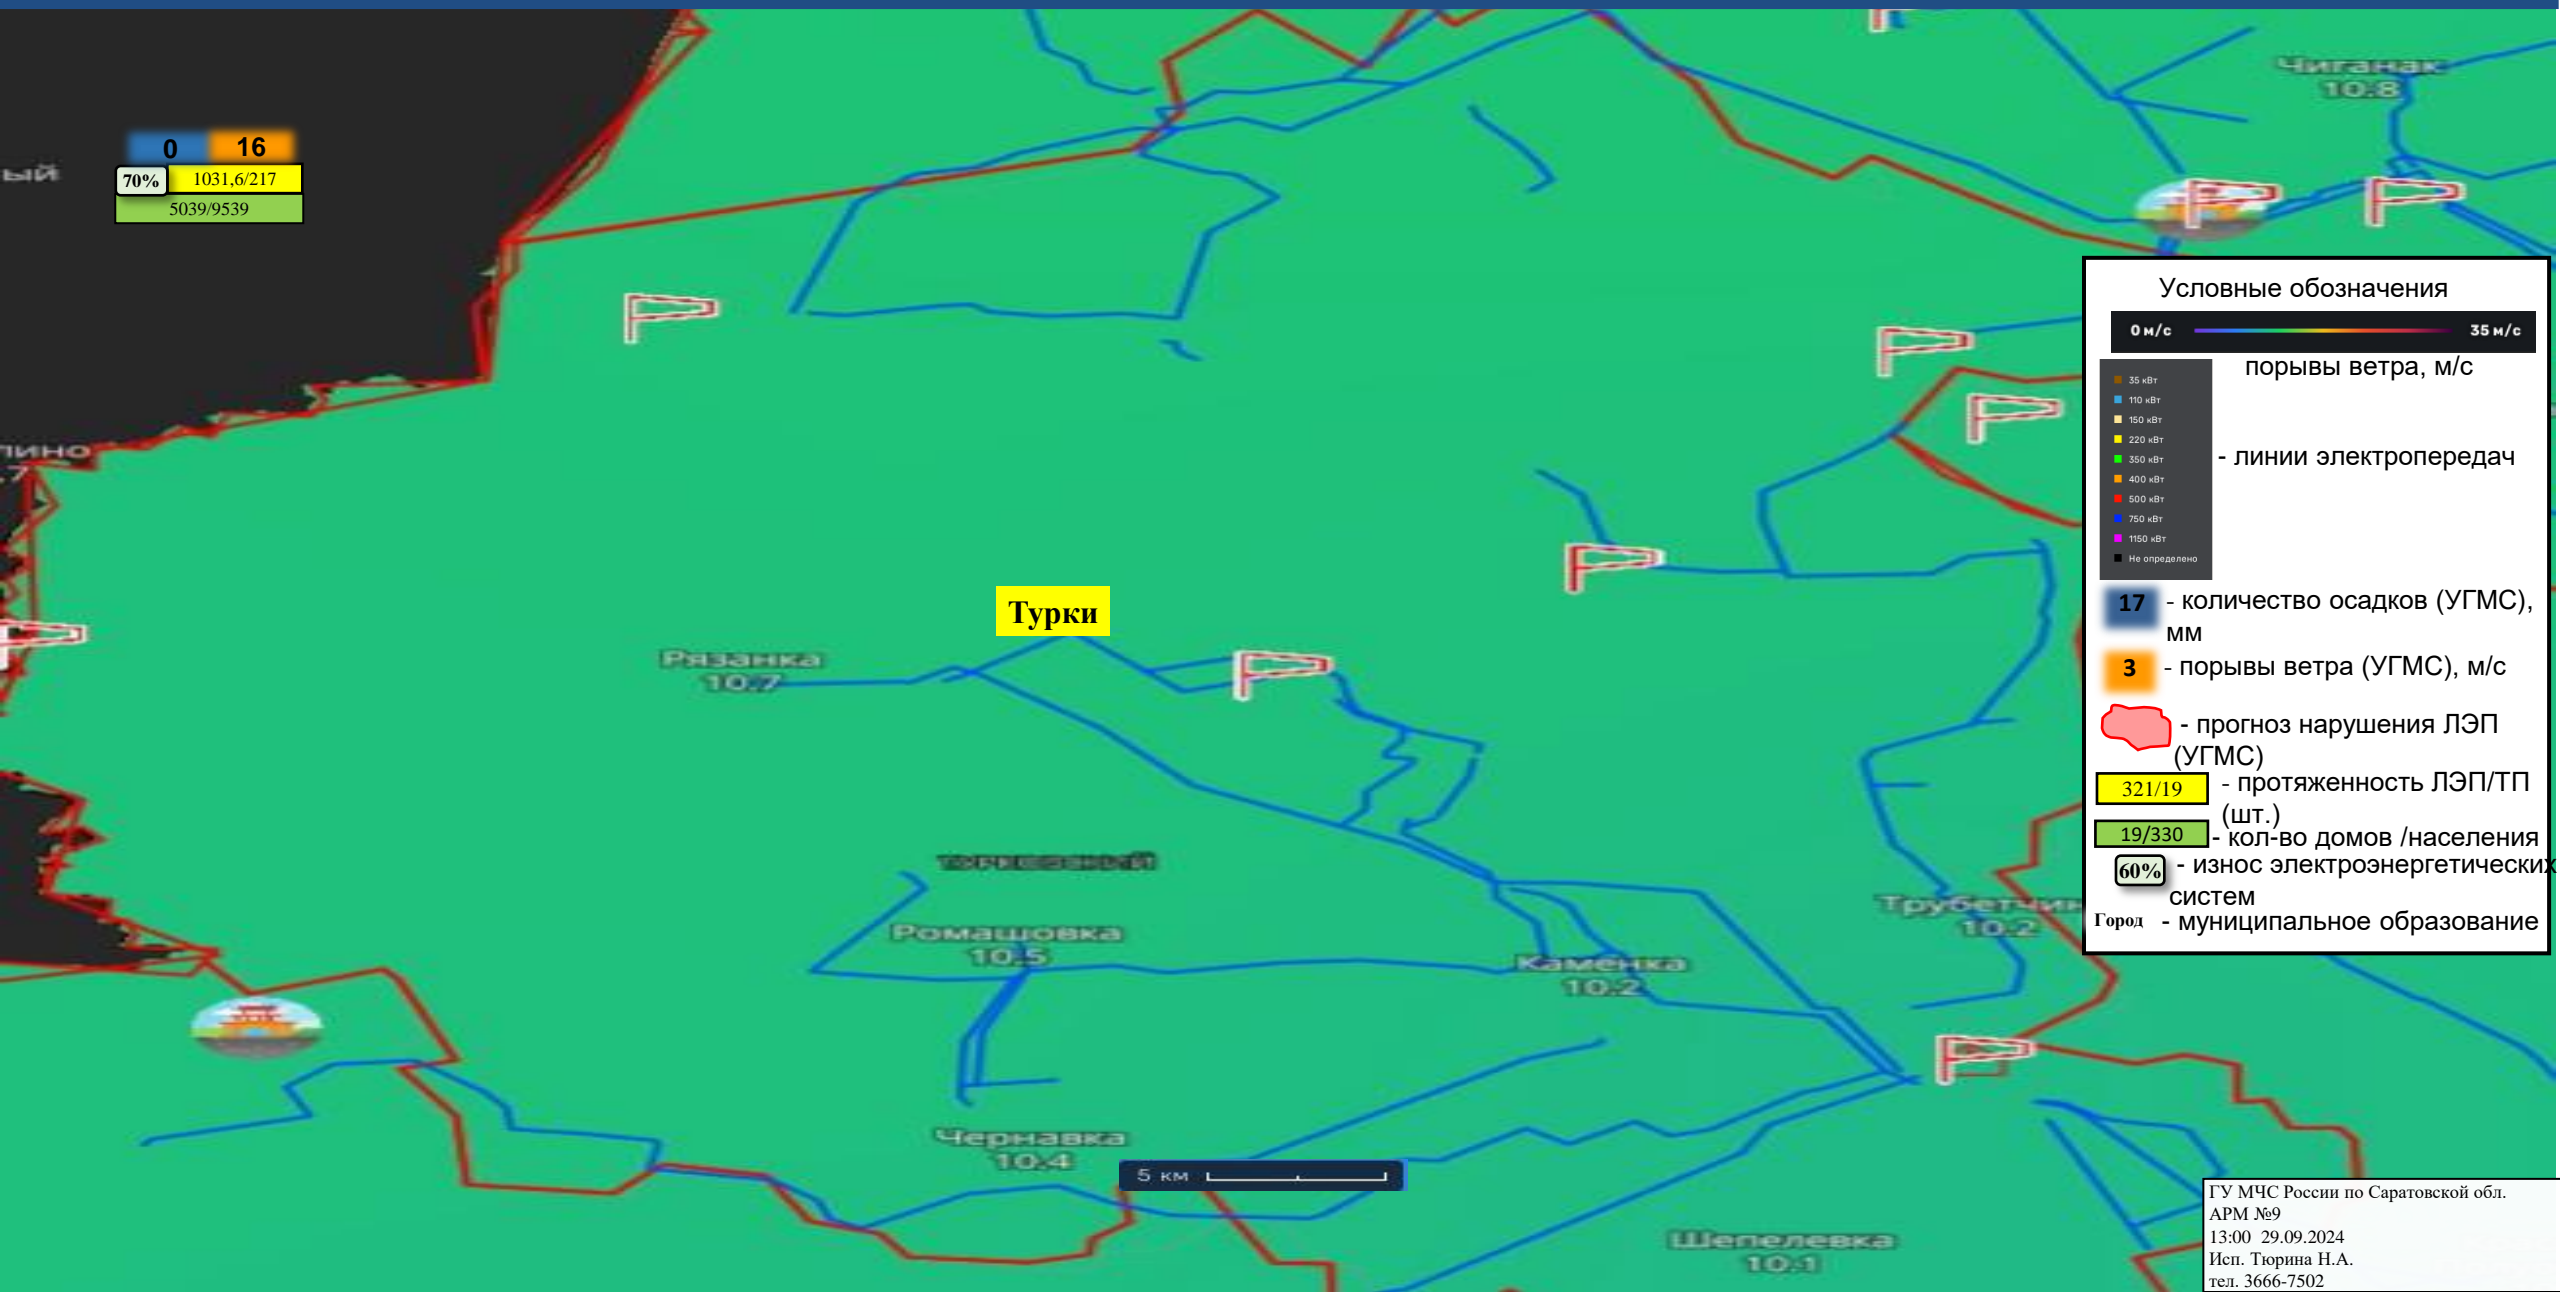 Чиганак
10.8
0 16
ый
70% 1031,6/217
5039/9539
Условные обозначения
0 м/с 35 м/с
порывы ветра, м/с
35 кВт
110 кВт
150 кВт
220 кВт
350 кВт
400 кВт
500 кВт
750 кВт
1150 кВт
Не определено
- линии электропередач
17 - количество осадков (УГМС),
мм
3 - порывы ветра (УГМС), м/с
- прогноз нарушения ЛЭП
(УГМС)
321/19 - протяженность ЛЭП/ТП
(шт.)
19/330 - кол-во домов /населения
60% - износ электроэнергетических
систем
Город - муниципальное образование
лино
.7
Турки
Рязанка
10.7
Ромашовка
10.5
Каменка
10.2
Трубетчин
10.2
Чернавка
10.4
5 км
Шепелевка
10.1
ГУ МЧС России по Саратовской обл.
АРМ №9
13:00 29.09.2024
Исп. Тюрина Н.А.
тел. 3666-7502